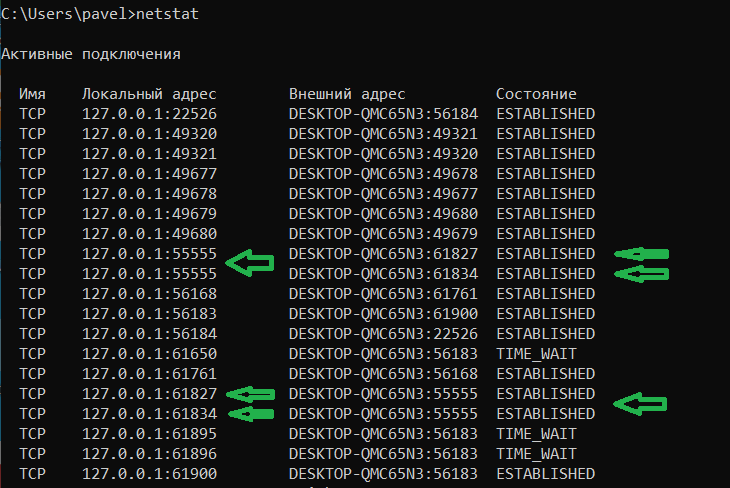 C:\Users\pavel>netstat
Активные подключения
Имя Локальный адрес Внешний адрес Состояние
TCP 127.0.0.1:22526 DESKTOP-QMC65N3:56184 ESTABLISHED
TCP 127.0.0.1:49320 DESKTOP-QMC65N3:49321 ESTABLISHED
TCP 127.0.0.1:49321 DESKTOP-QMC65N3:49320 ESTABLISHED
TCP 127.0.0.1:49677 DESKTOP-QMC65N3:49678 ESTABLISHED
TCP 127.0.0.1:49678 DESKTOP-QMC65N3:49677 ESTABLISHED
TCP 127.0.0.1:49679 DESKTOP-QMC65N3:49680 ESTABLISHED
TCP 127.0.0.1:49680 DESKTOP-QMC65N3:49679 ESTABLISHED
TCP 127.0.0.1:55555 DESKTOP-QMC65N3:61827 ESTABLISHED
TCP 127.0.0.1:55555 DESKTOP-QMC65N3:61834 ESTABLISHED
TCP 127.0.0.1:56168 DESKTOP-QMC65N3:61761 ESTABLISHED
TCP 127.0.0.1:56183 DESKTOP-QMC65N3:61900 ESTABLISHED
TCP 127.0.0.1:56184 DESKTOP-QMC65N3:22526 ESTABLISHED
TCP 127.0.0.1:61650 DESKTOP-QMC65N3:56183 TIME_WAIT
TCP 127.0.0.1:61761 DESKTOP-QMC65N3:56168 ESTABLISHED
TCP 127.0.0.1:61827 DESKTOP-QMC65N3:55555 ESTABLISHED
TCP 127.0.0.1:61834 DESKTOP-QMC65N3:55555 ESTABLISHED
TCP 127.0.0.1:61895 DESKTOP-QMC65N3:56183 TIME_WAIT
TCP 127.0.0.1:61896 DESKTOP-QMC65N3:56183 TIME_WAIT
TCP 127.0.0.1:61900 DESKTOP-QMC65N3:56183 ESTABLISHED